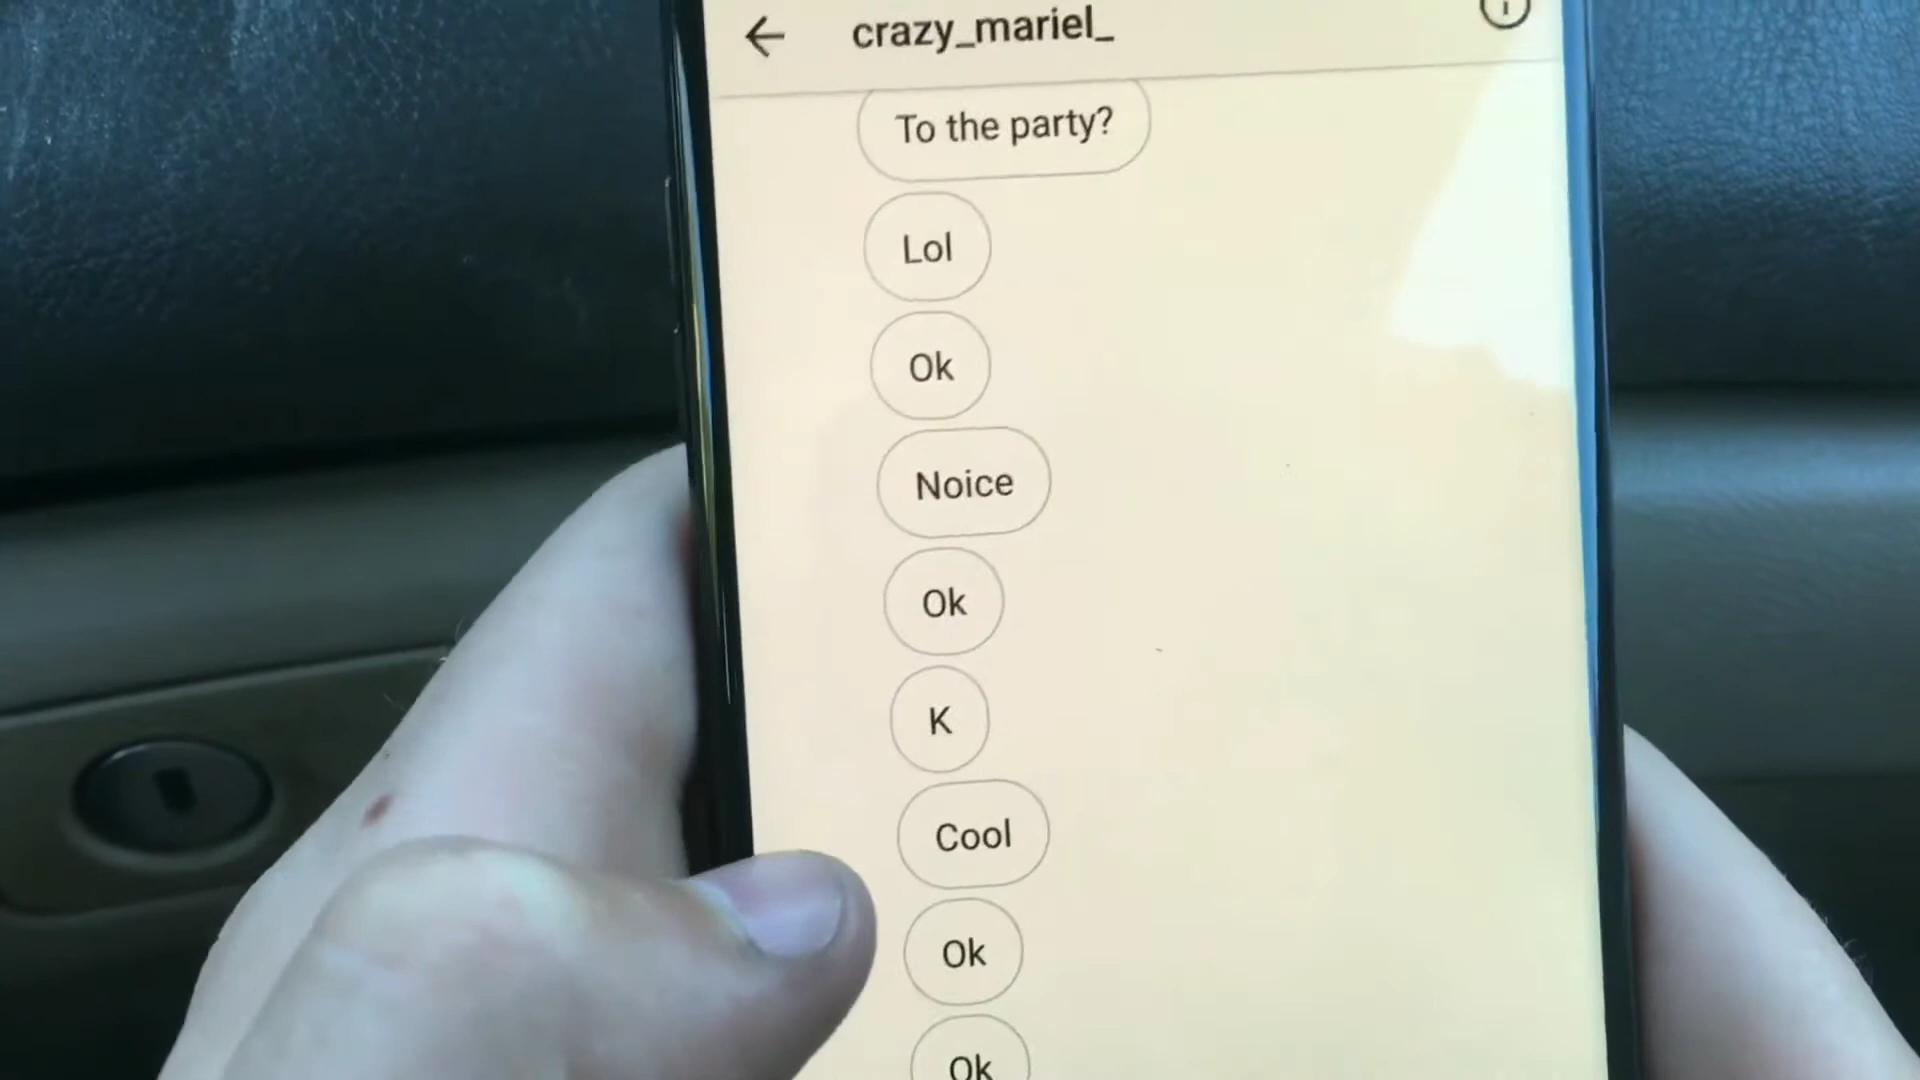 crazy_mariel_
To the party?
Lol
Ok
Noice
Ok
K
Cool
Ok
Ok